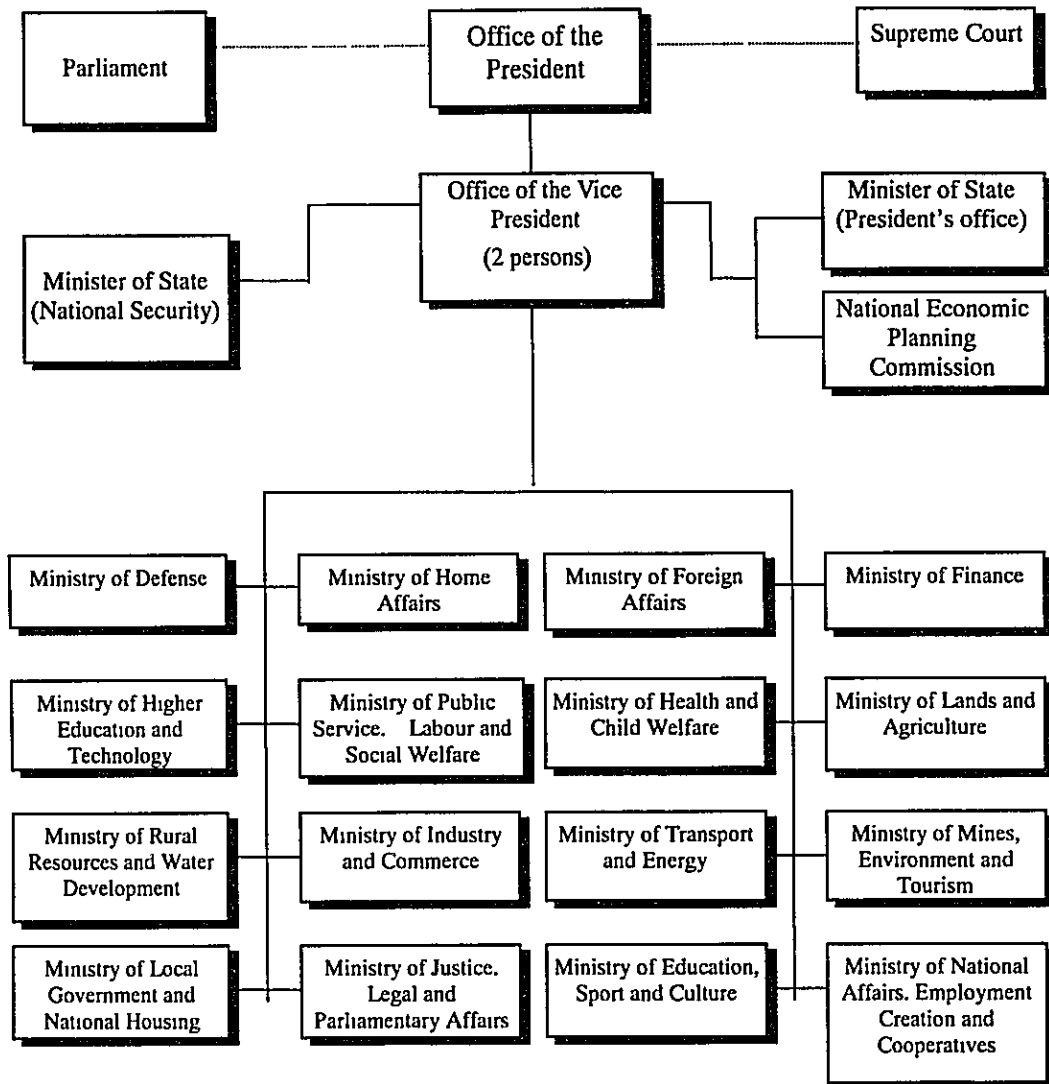 Parliament
Office of the
President
Supreme Court
Office of the Vice
President
(2 persons)
Minister of State
(National Security)
Minister of State
(President's office)
National Economic
Planning
Commission
Ministry of Defense
Ministry of Home
Affairs
Ministry of Foreign
Affairs
Ministry of Finance
Ministry of Higher
Education and
Technology
Ministry of Public
Service. Labour and
Social Welfare
Ministry of Health and
Child Welfare
Ministry of Lands and
Agriculture
Ministry of Rural
Resources and Water
Development
Ministry of Industry
and Commerce
Ministry of Transport
and Energy
Ministry of Mines,
Environment and
Tourism
Ministry of Local
Government and
National Housing
Ministry of Justice.
Legal and
Parliamentary Affairs
Ministry of Education,
Sport and Culture
Ministry of National
Affairs. Employment
Creation and
Cooperatives